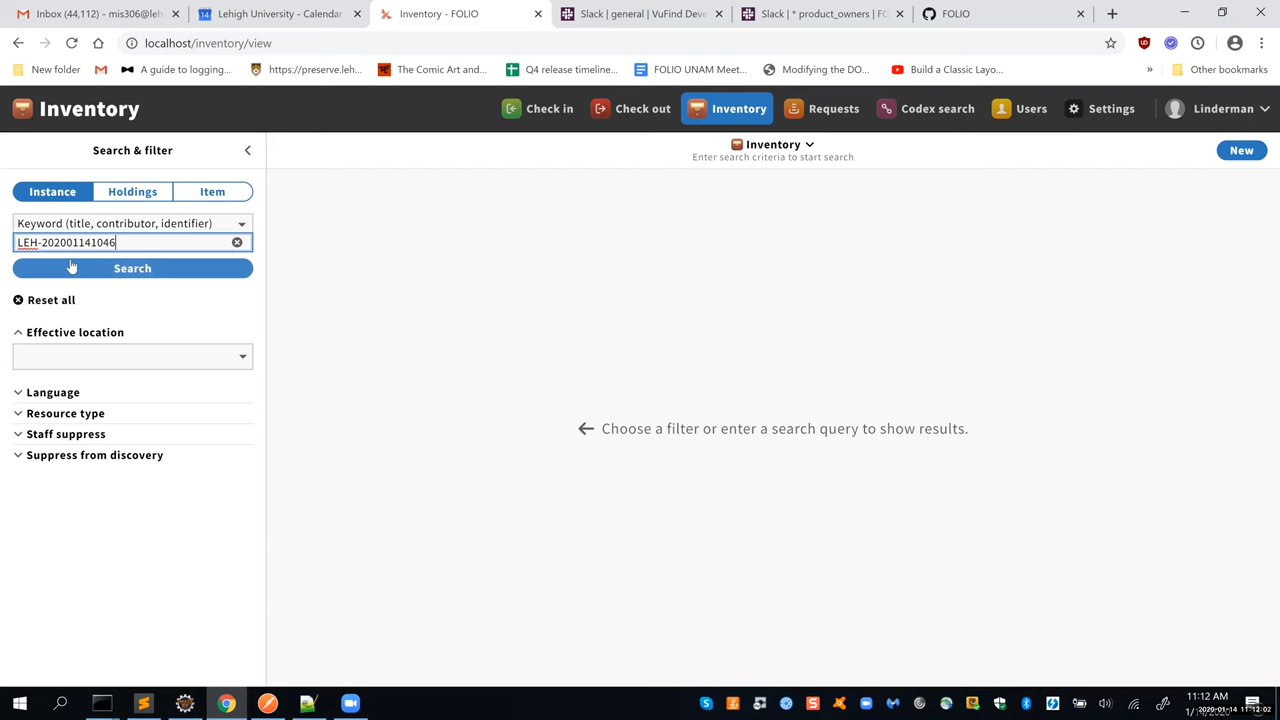 Inbox (44,112) - mis306@leh
Lehigh University - Calendar
Inventory - FOLIO
Slack | general | VuFind Deve
Slack | * product_owners | FO
FOLIO
localhost/inventory/view
New folder
A guide to logging...
https://preserve.leh...
The Comic Art and...
Q4 release timeline...
FOLIO UNAM Meet...
Modifying the DO...
Build a Classic Layo...
»
Other bookmarks
Inventory
Check in
Check out
Inventory
Requests
Codex search
Users
Settings
Linderman
Search & filter
Inventory
Enter search criteria to start search
New
Instance
Holdings
Item
Keyword (title, contributor, identifier)
LEH-202001141046
Search
Reset all
Effective location
Language
Resource type
Staff suppress
Suppress from discovery
Choose a filter or enter a search query to show results.
11:12 AM
2020-01-14 11:12:02